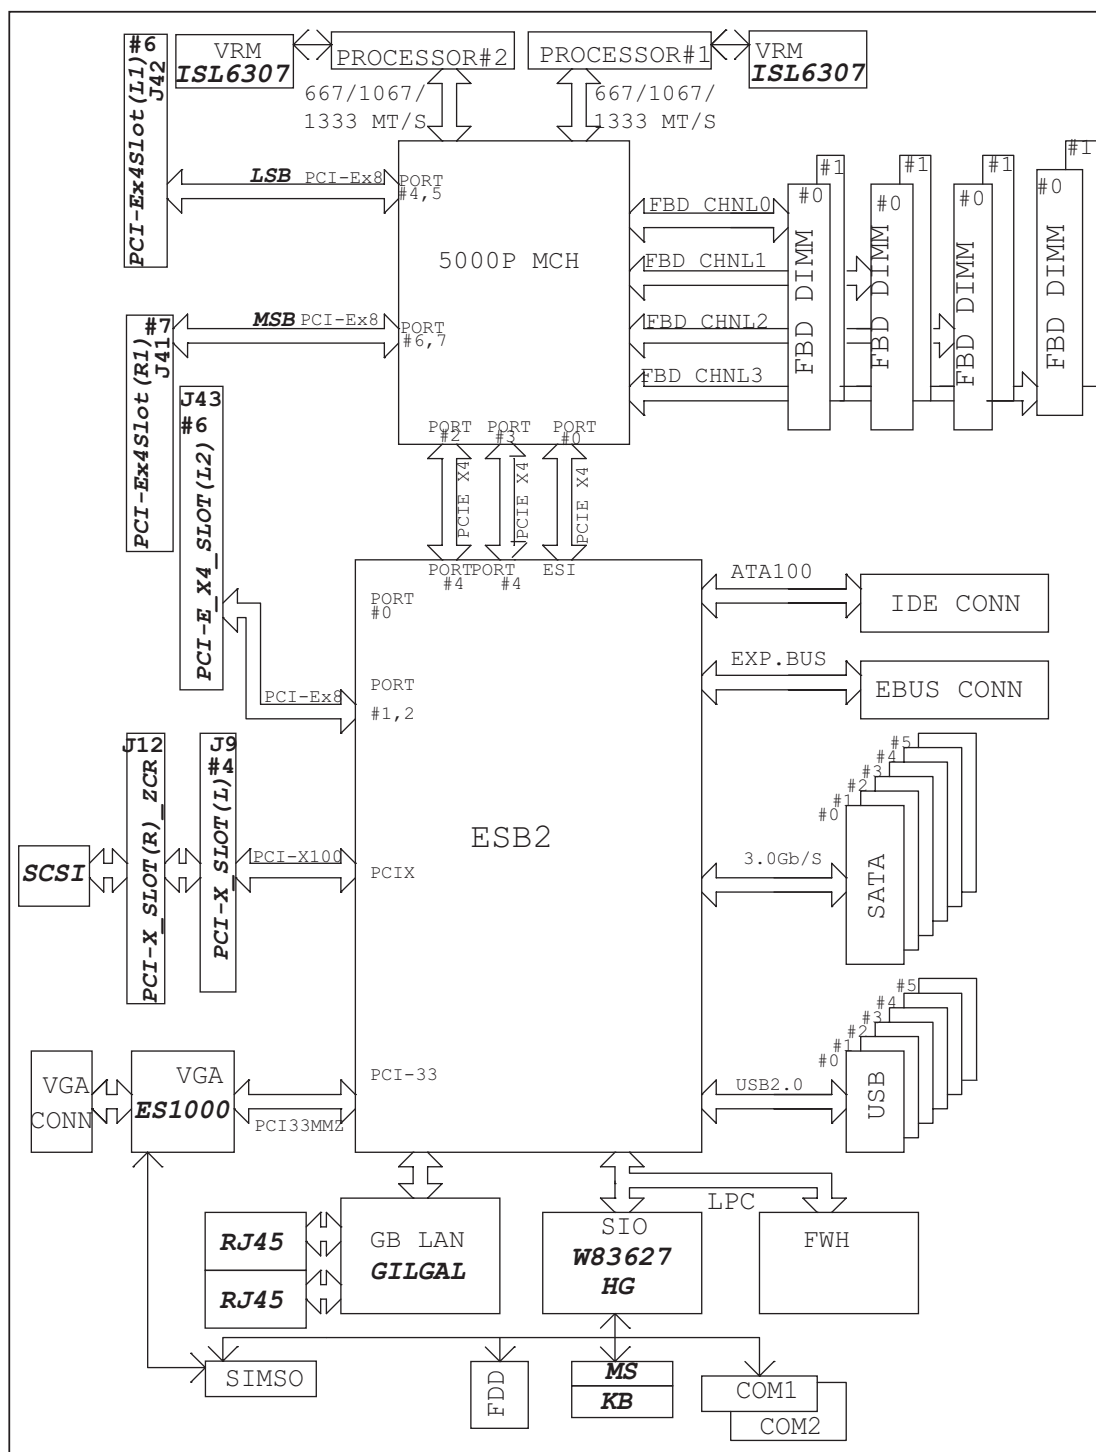 #6
J42
PCI-Ex4Slot(L1)
VRM
ISL6307
PROCESSOR#2
PROCESSOR#1
VRM
ISL6307
667/1067/
1333 MT/S
667/1067/
1333 MT/S
LSB PCI-Ex8
PORT
#4,5
5000P MCH
MSB PCI-Ex8
PORT
#6,7
FBD CHNL0
FBD CHNL1
FBD CHNL2
FBD CHNL3
#1
#0
FBD DIMM
#1
#0
FBD DIMM
#1
#0
FBD DIMM
#1
#0
FBD DIMM
#7
J41
PCI-Ex4Slot(R1)
J43
#6
PCI-E_X4_SLOT(L2)
PORT
#2
PORT
#3
PORT
#0
PCIE X4
PCIE X4
PCIE X4
PORT
#4
PORT
#4
ESI
PORT
#0
PORT
#1,2
PCI-Ex8
ATA100
IDE CONN
EXP.BUS
EBUS CONN
J12
PCI-X_SLOT(R)_ZCR
J9
#4
PCI-X_SLOT(L)
SCSI
PCI-X100
PCIX
ESB2
3.0Gb/S
#5
#4
#3
#2
#1
#0
SATA
#5
#4
#3
#2
#1
#0
USB
USB2.0
VGA
CONN
VGA
ES1000
PCI-33
PCI33MMZ
LPC
RJ45
RJ45
GB LAN
GILGAL
SIO
W83627
HG
FWH
SIMSO
FDD
MS
KB
COM1
COM2